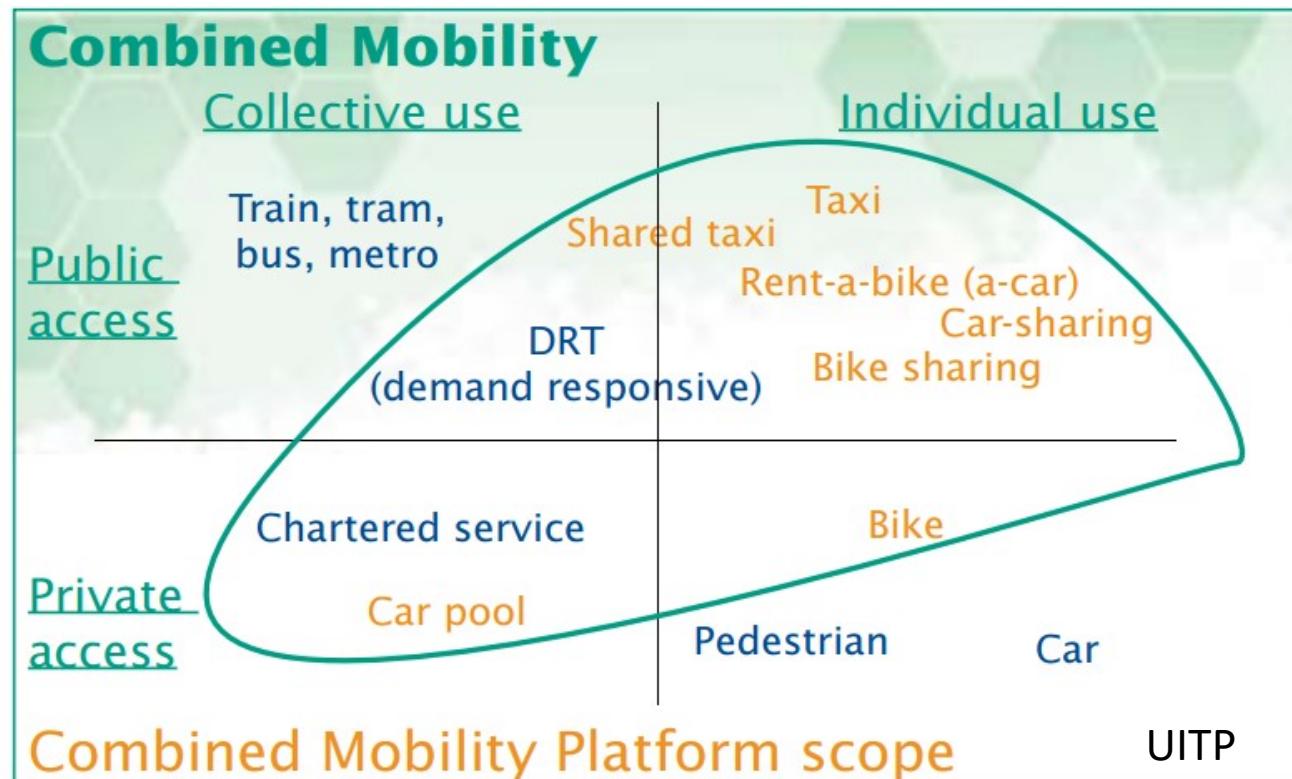 Combined Mobility
Collective use
Individual use
Public
access
Train, tram,
bus, metro
Shared taxi
Taxi
Rent-a-bike (a-car)
Car-sharing
Bike sharing
DRT
(demand responsive)
Private
access
Chartered service
Car pool
Bike
Pedestrian
Car
Combined Mobility Platform scope
UITP